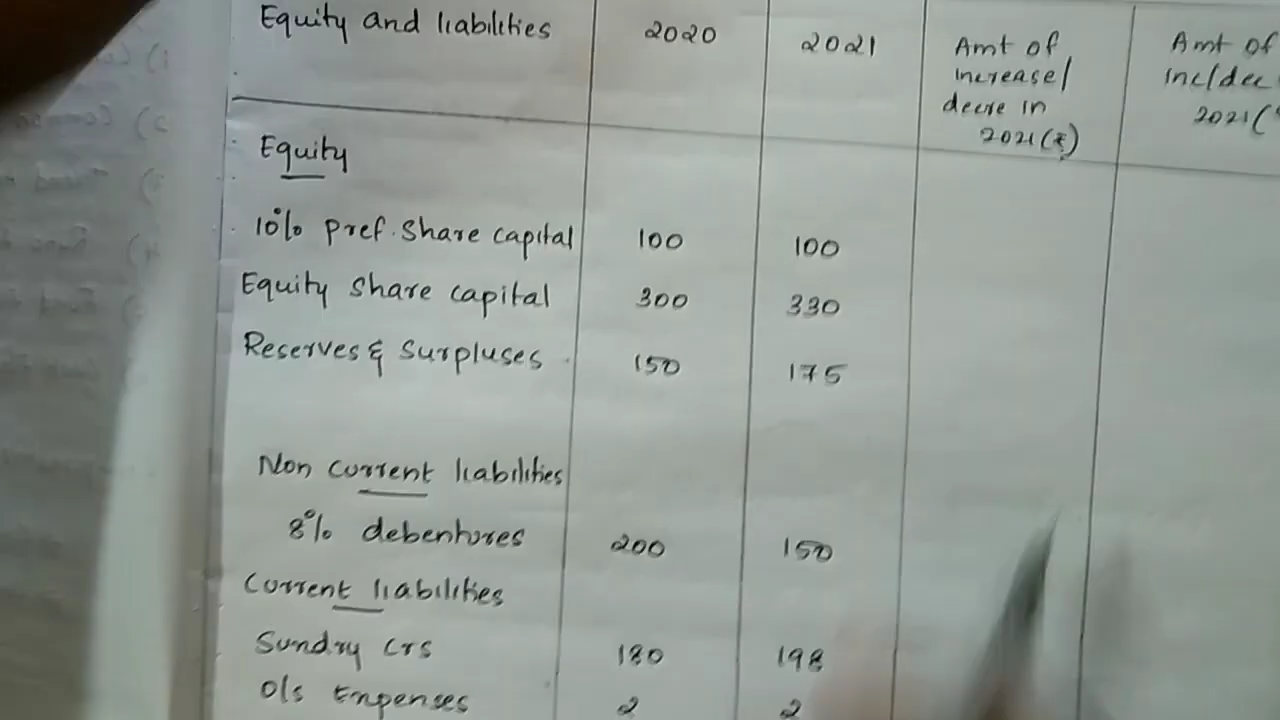 Equity and liabilities 2020 2021 Amt of increase/ decre in 2021(₹) Amt of inc/dec 2021(
Equity
10% Pref. Share capital 100 100
Equity Share capital 300 330
Reserves & Surpluses 150 175
Non current liabilities
8% debentures 200 150
Current liabilities
Sundry Crs 180 198
O/s Expenses 2 2